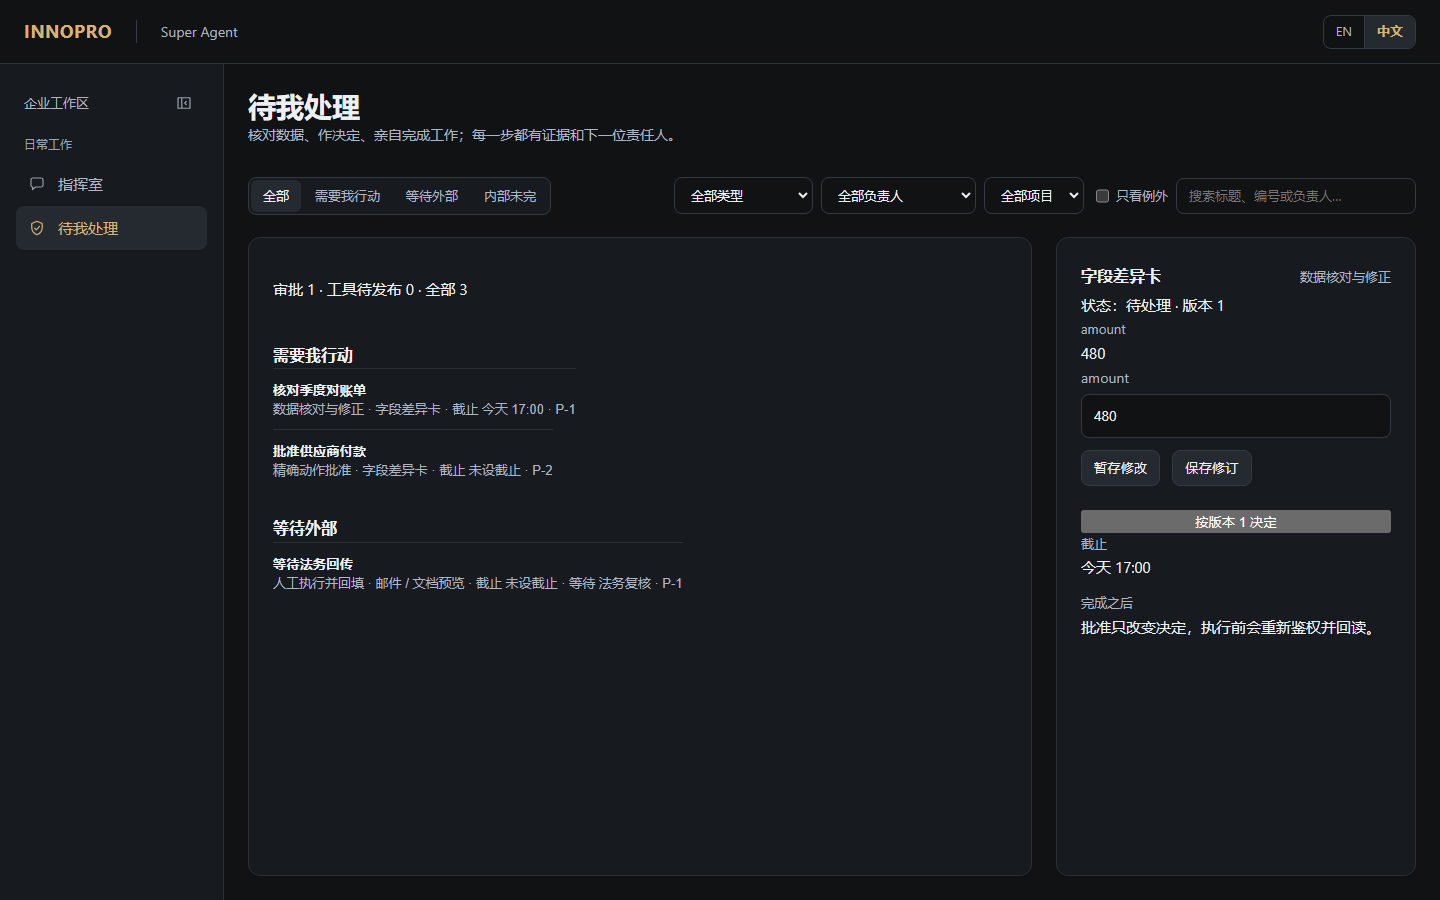 INNOPRO
Super Agent
EN
中文
企业工作区
日常工作
指挥室
待我处理
待我处理
核对数据、作决定、亲自完成工作；每一步都有证据和下一位责任人。
全部
需要我行动
等待外部
内部未完
全部类型
全部负责人
全部项目
只看例外
搜索标题、编号或负责人...
审批 1 · 工具待发布 0 · 全部 3
需要我行动
核对季度对账单
数据核对与修正 · 字段差异卡 · 截止 今天 17:00 · P-1
批准供应商付款
精确动作批准 · 字段差异卡 · 截止 未设截止 · P-2
等待外部
等待法务回传
人工执行并回填 · 邮件 / 文档预览 · 截止 未设截止 · 等待 法务复核 · P-1
字段差异卡
数据核对与修正
状态：待处理 · 版本 1
amount
480
amount
480
暂存修改
保存修订
按版本 1 决定
截止
今天 17:00
完成之后
批准只改变决定，执行前会重新鉴权并回读。